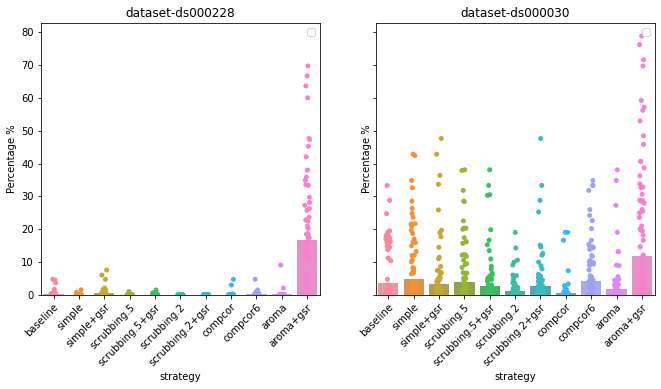 dataset-ds000228
dataset-ds000030
Percentage %
80
70
60
50
40
30
20
10
0
baseline
simple
simple+gsr
scrubbing.5
scrubbing.5+gsr
scrubbing.2
scrubbing.2+gsr
compcor
compcor6
aroma
aroma+gsr
strategy
Percentage %
baseline
simple
simple+gsr
scrubbing.5
scrubbing.5+gsr
scrubbing.2
scrubbing.2+gsr
compcor
compcor6
aroma
aroma+gsr
strategy